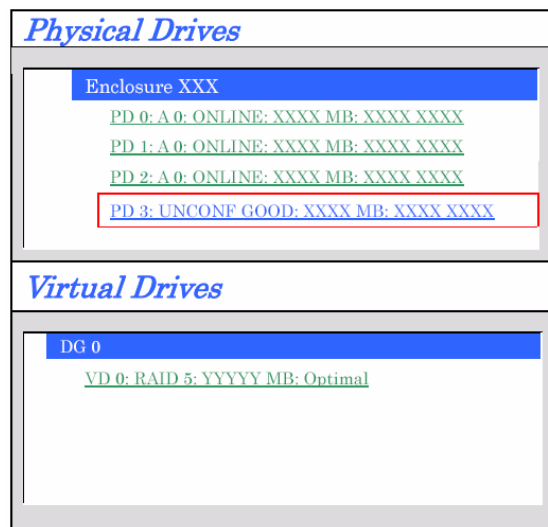 Physical Drives
Enclosure XXX
PD 0: A 0: ONLINE: XXXX MB: XXXX XXXX
PD 1: A 0: ONLINE: XXXX MB: XXXX XXXX
PD 2: A 0: ONLINE: XXXX MB: XXXX XXXX
PD 3: UNCONF GOOD: XXXX MB: XXXX XXXX
Virtual Drives
DG 0
VD 0: RAID 5: YYYYY MB: Optimal